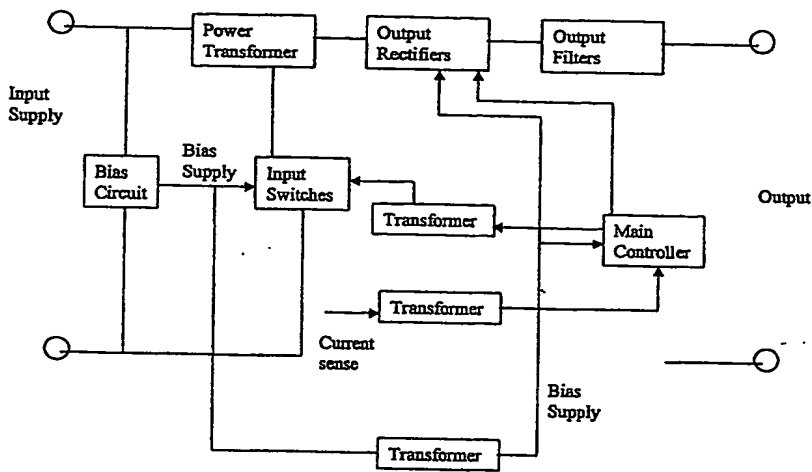 Power
Transformer
Output
Rectifiers
Output
Filters
Input
Supply
Bias
Circuit
Bias
Supply
Input
Switches
Transformer
Main
Controller
Output
Transformer
Current
sense
Bias
Supply
Transformer